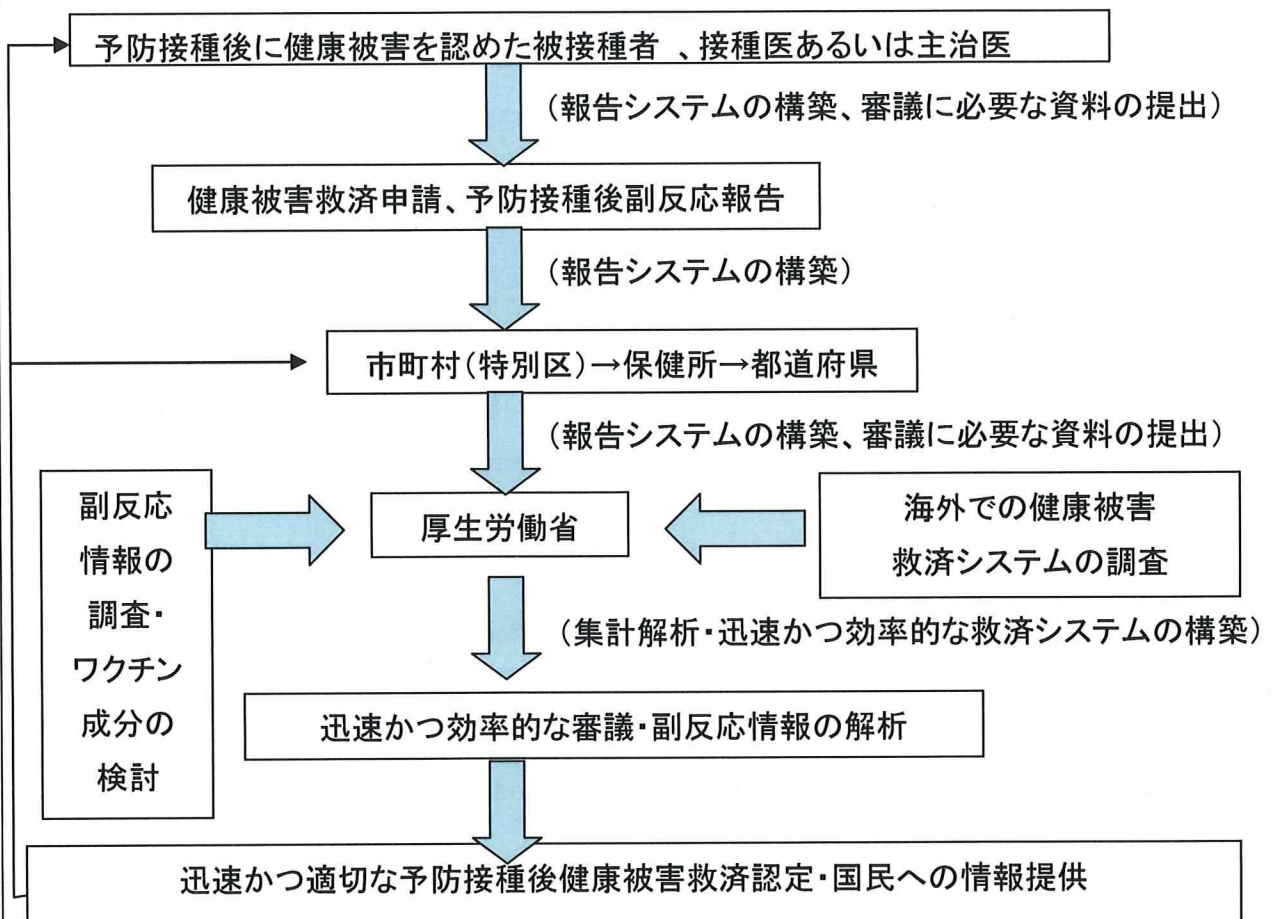 予防接種後に健康被害を認めた被接種者 、接種医あるいは主治医
(報告システムの構築、審議に必要な資料の提出)
健康被害救済申請、予防接種後副反応報告
(報告システムの構築)
市町村(特別区)→保健所→都道府県
(報告システムの構築、審議に必要な資料の提出)
副反応
情報の
調査・
ワクチン
成分の
検討
厚生労働省
海外での健康被害
救済システムの調査
(集計解析・迅速かつ効率的な救済システムの構築)
迅速かつ効率的な審議・副反応情報の解析
迅速かつ適切な予防接種後健康被害救済認定・国民への情報提供